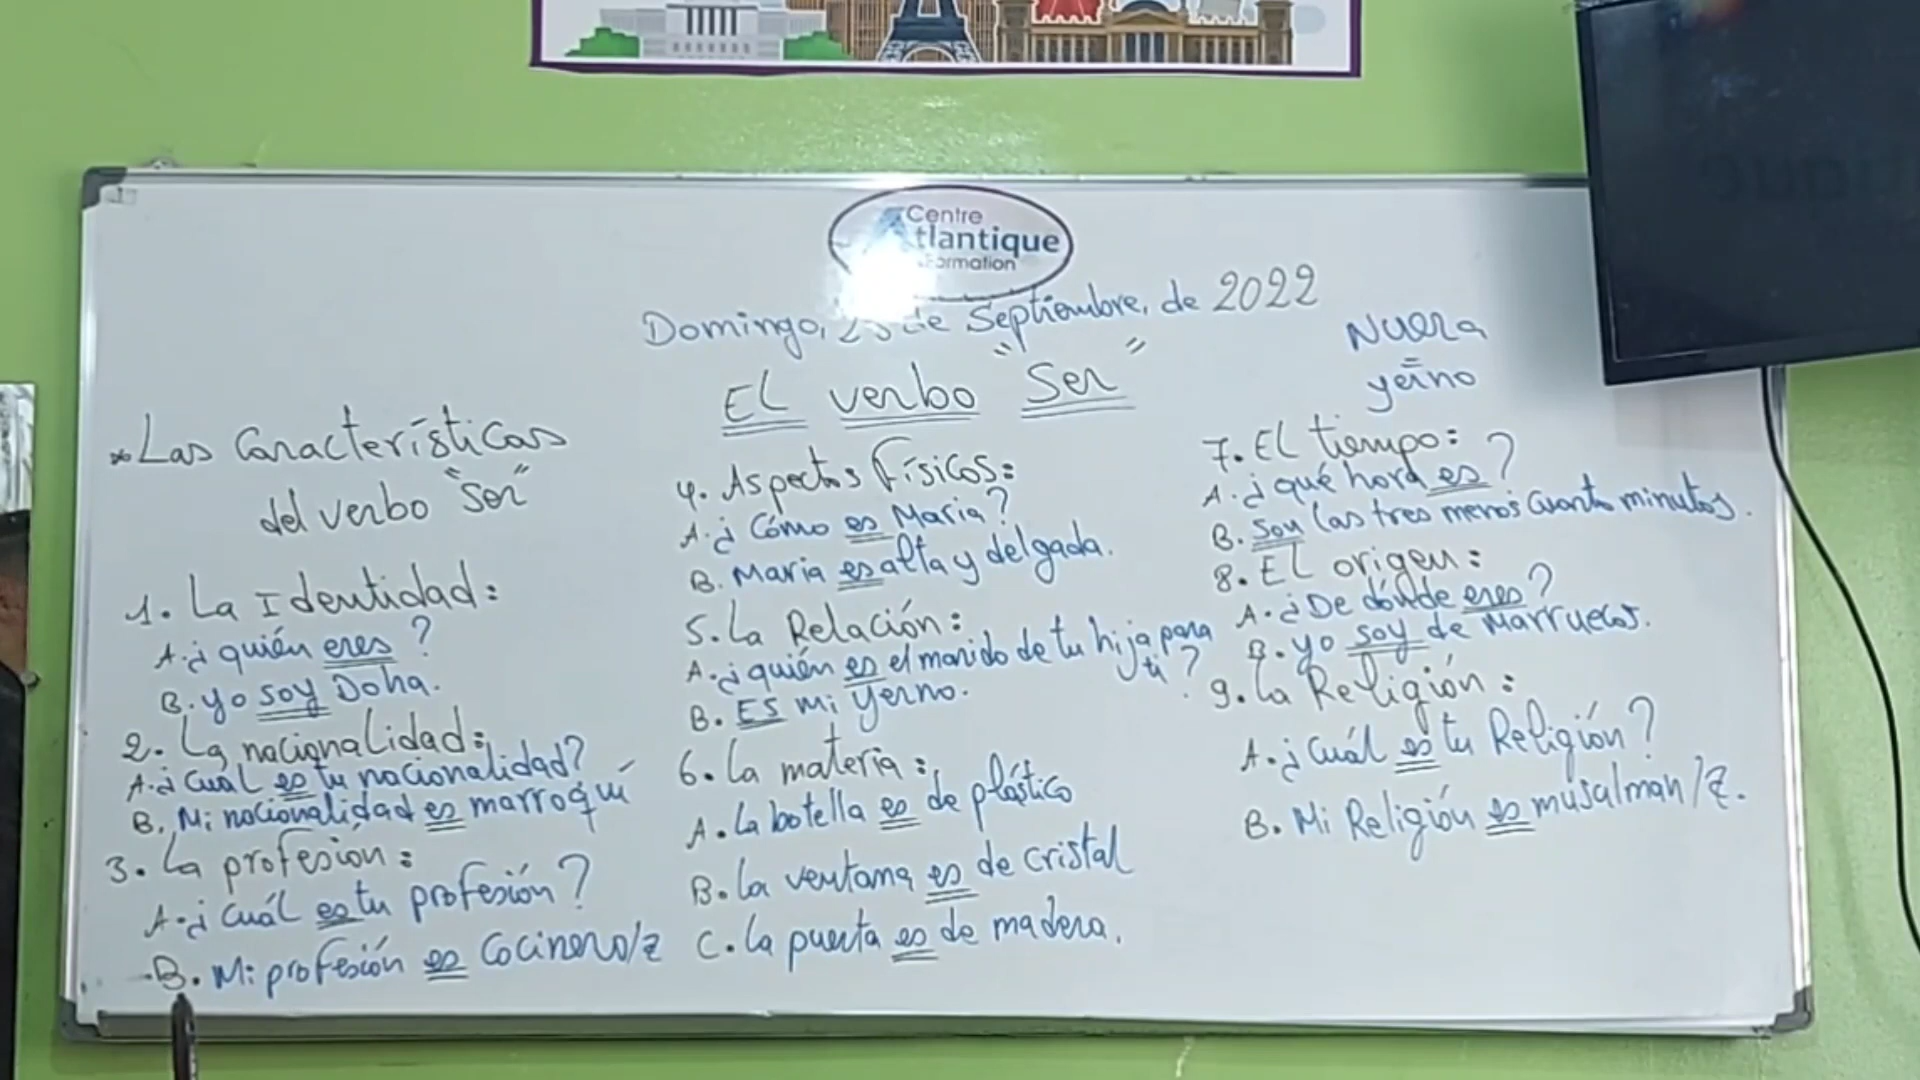 Centre
Atlantique
Formation
Domingo, 25 de Septiembre, de 2022
EL verbo "Ser"
Nuera
yerno
*Las Características
del verbo "Ser"
1. La Identidad:
A. ¿quién eres?
B. yo soy Doha.
2. La nacionalidad:
A. ¿Cual es tu nacionalidad?
B. Mi nacionalidad es marroquí
3. La profesión:
A. ¿Cuál es tu profesión?
B. Mi profesión es Cocinero/a
4. Aspectos Físicos:
A. ¿Cómo es Maria?
B. Maria es alta y delgada.
5. La Relación:
A. ¿quién es el marido de tu hija para ti?
B. ES mi yerno.
6. La materia:
A. La botella es de plástico
B. La ventana es de cristal
C. La puerta es de madera.
7. El tiempo:
A. ¿qué hora es?
B. Son las tres menos cuarto minutos.
8. EL origen:
A. ¿De dónde eres?
B. yo soy de Marruecos.
9. La Religión:
A. ¿Cuál es tu Religión?
B. Mi Religión es musalman/a.